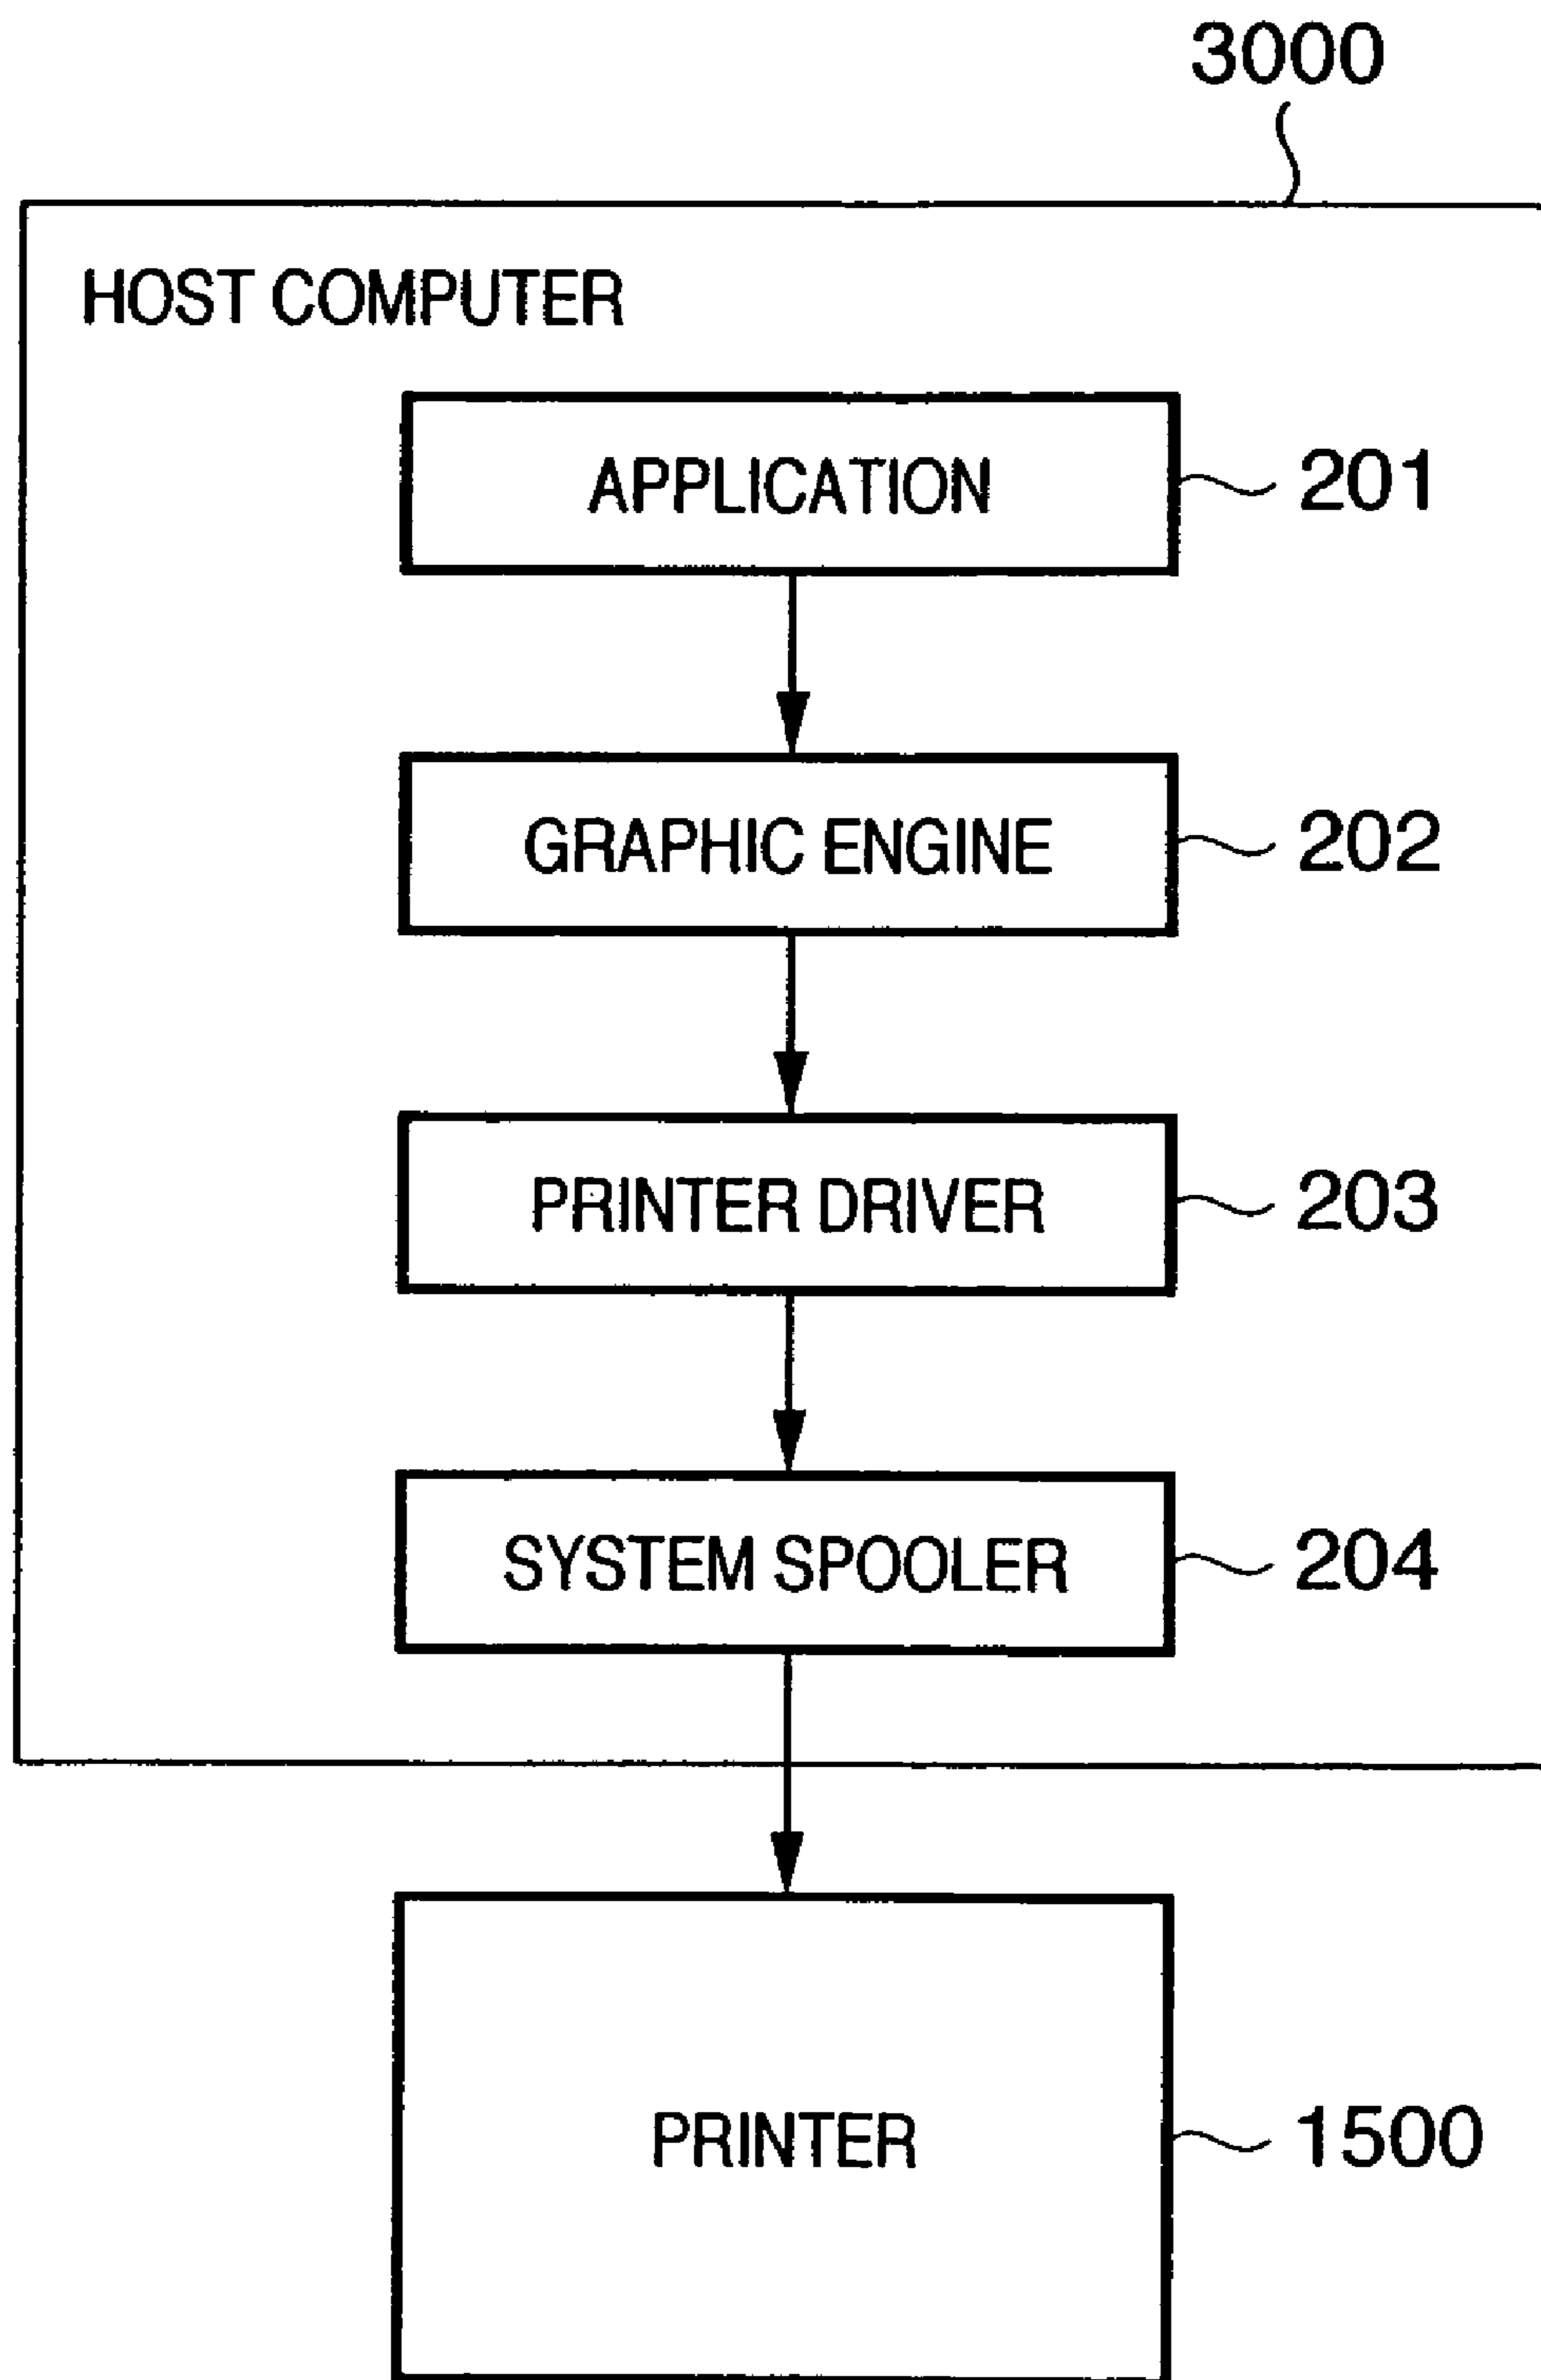 3000
HOST COMPUTER
APPLICATION
201
GRAPHIC ENGINE
202
PRINTER DRIVER
203
SYSTEM SPOOLER
204
PRINTER
1500